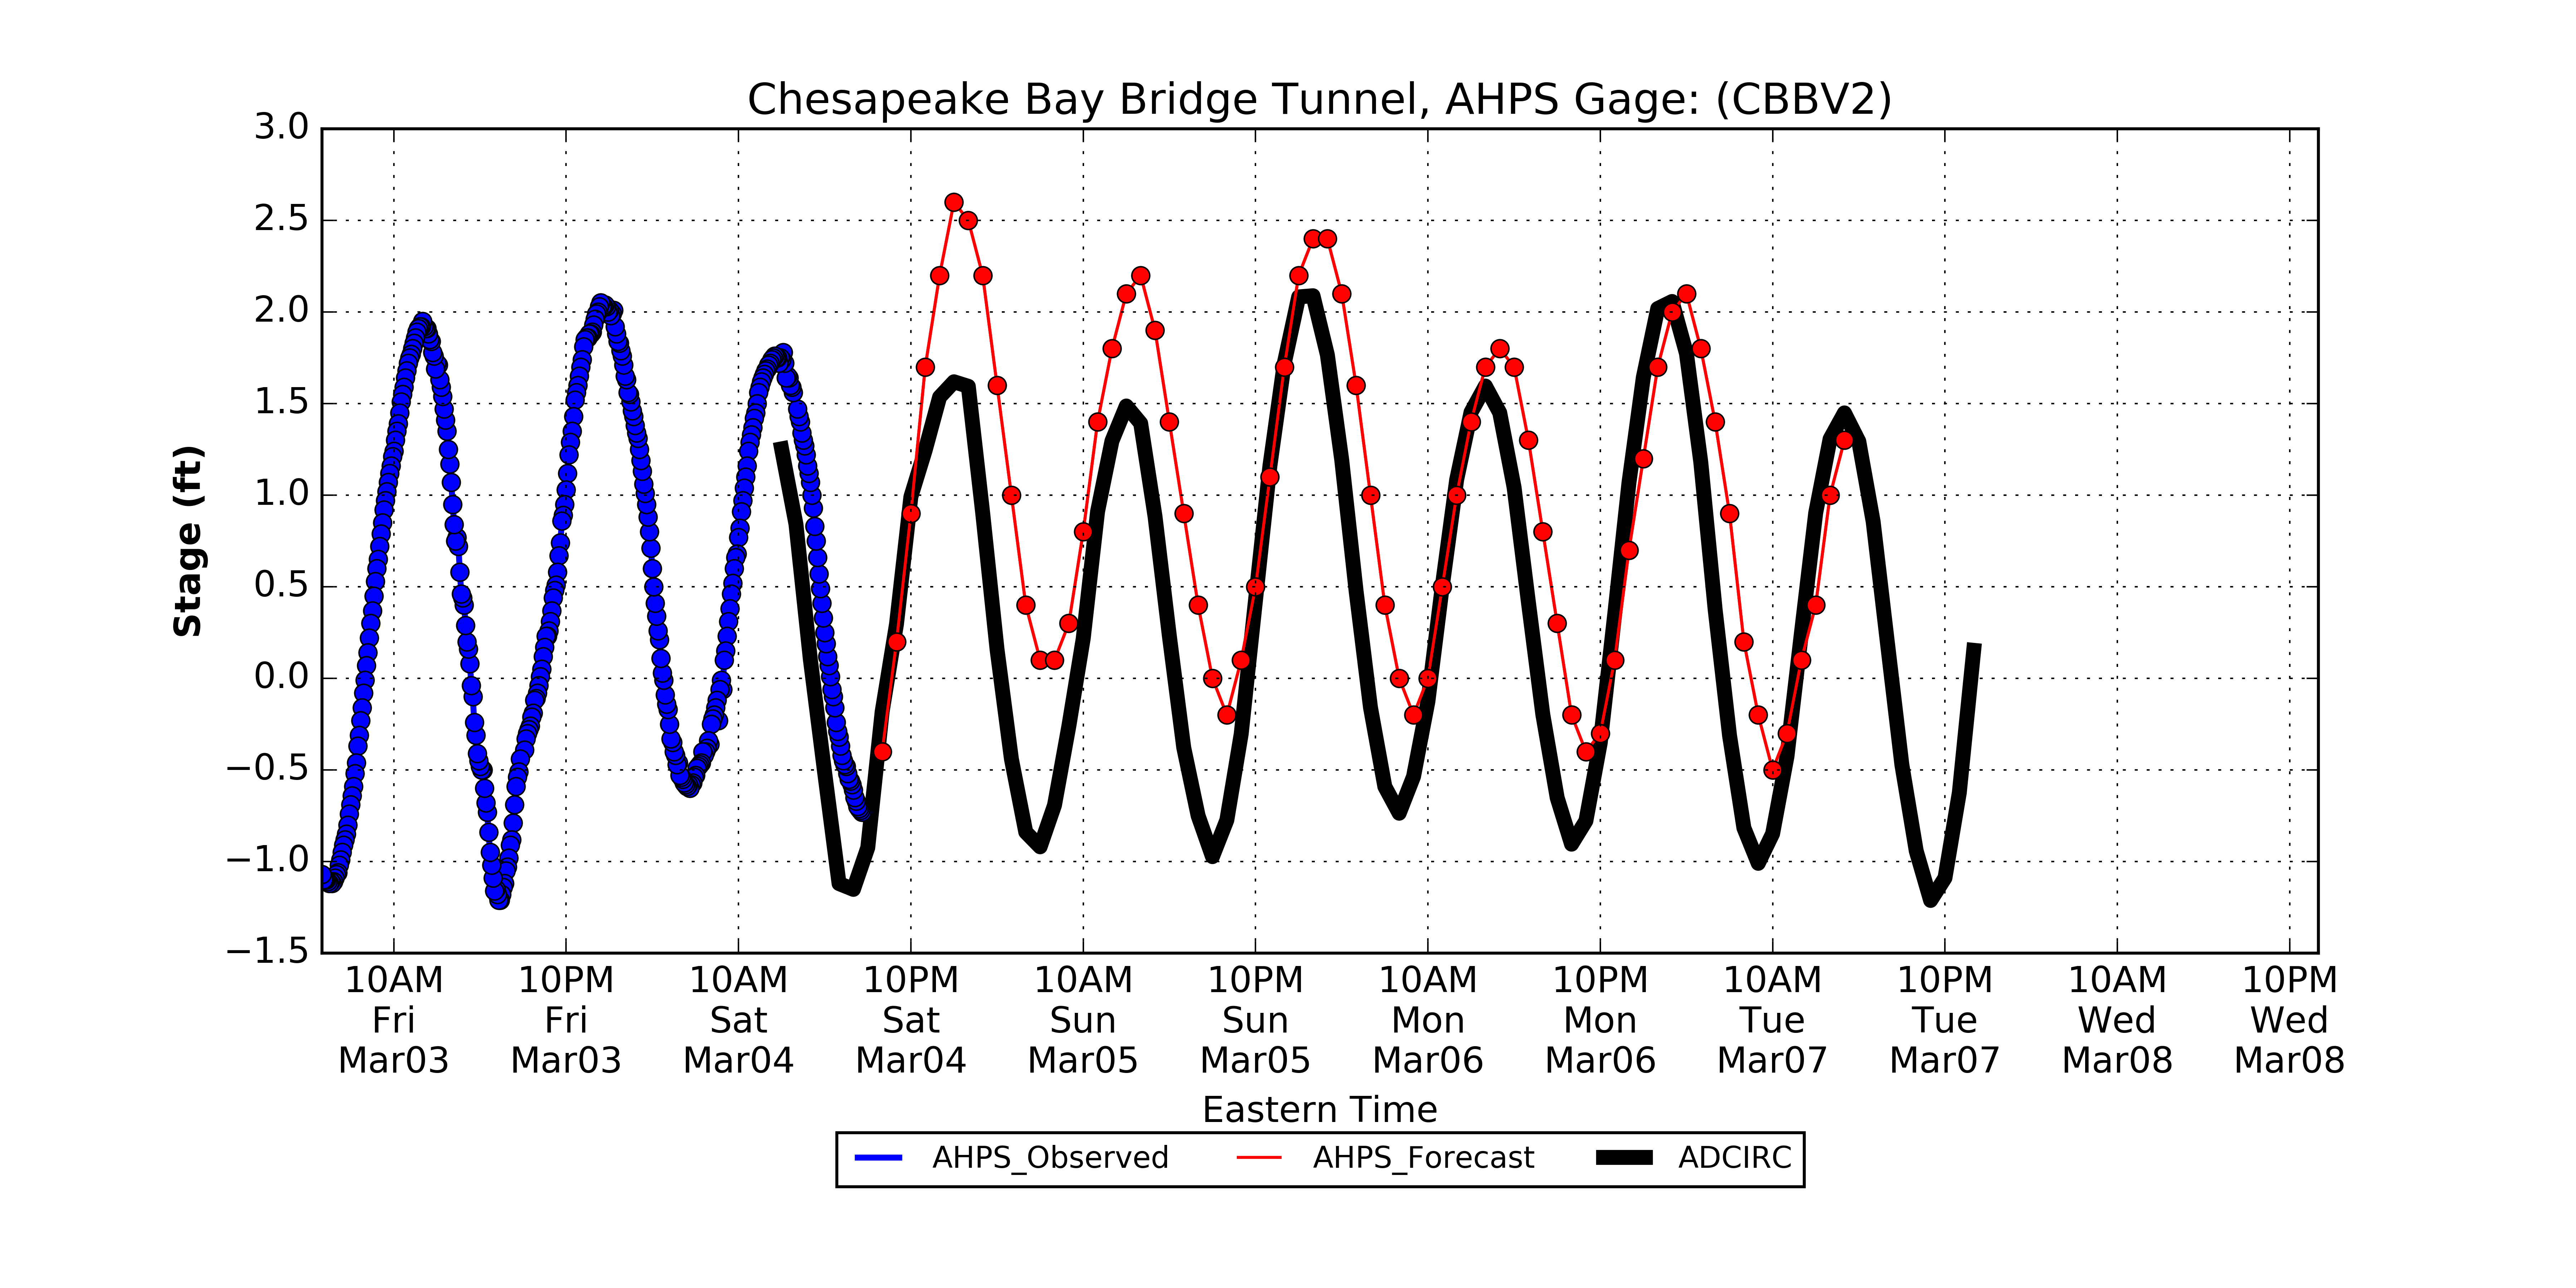 Chesapeake Bay Bridge Tunnel, AHPS Gage: (CBBV2)
3.0
2.5
2.0
1.5
1.0
0.5
0.0
−0.5
−1.0
−1.5
Stage (ft)
10AM 10PM 10AM 10PM 10AM 10PM 10AM 10PM 10AM 10PM 10AM 10PM
Fri Fri Sat Sat Sun Sun Mon Mon Tue Tue Wed Wed
Mar03 Mar03 Mar04 Mar04 Mar05 Mar05 Mar06 Mar06 Mar07 Mar07 Mar08 Mar08
Eastern Time
AHPS_Observed AHPS_Forecast ADCIRC